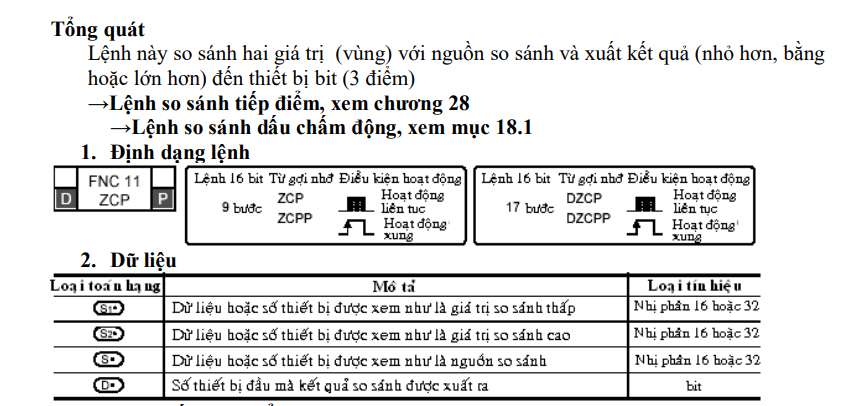 Tổng quát
Lệnh này so sánh hai giá trị (vùng) với nguồn so sánh và xuất kết quả (nhỏ hơn, bằng
hoặc lớn hơn) đến thiết bị bit (3 điểm)
→Lệnh so sánh tiếp điểm, xem chương 28
→Lệnh so sánh dấu chấm động, xem mục 18.1
1. Định dạng lệnh
FNC 11
D ZCP P
Lệnh 16 bit Từ gợi nhớ Điều kiện hoạt động
9 bước
ZCP Hoạt động liên tục
ZCPP Hoạt động xung
Lệnh 16 bit Từ gợi nhớ Điều kiện hoạt động
17 bước
DZCP Hoạt động liên tục
DZCPP Hoạt động xung
2. Dữ liệu
Loại toán hạng Mô tả Loại tín hiệu
S1• Dữ liệu hoặc số thiết bị được xem như là giá trị so sánh thấp Nhị phân 16 hoặc 32
S2• Dữ liệu hoặc số thiết bị được xem như là giá trị so sánh cao Nhị phân 16 hoặc 32
S• Dữ liệu hoặc số thiết bị được xem như là nguồn so sánh Nhị phân 16 hoặc 32
D• Số thiết bị đầu mà kết quả so sánh được xuất ra bit